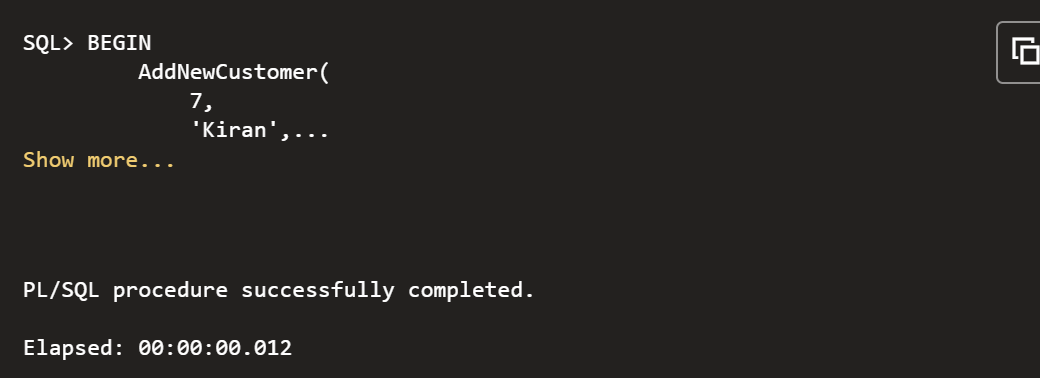 SQL> BEGIN
         AddNewCustomer(
             7,
             'Kiran',...
Show more...
PL/SQL procedure successfully completed.
Elapsed: 00:00:00.012